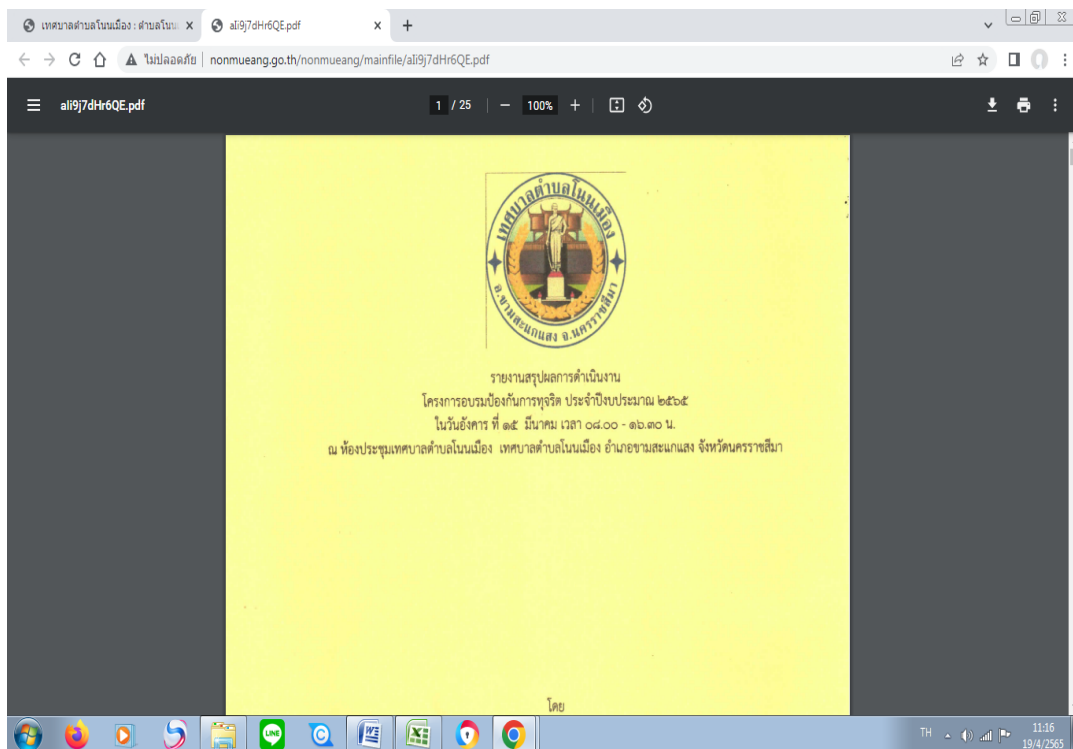 เทศบาลตำบลโนนเมือง : ตำบลโนน
aIi9j7dHr6QE.pdf
ไม่ปลอดภัย
nonmueang.go.th/nonmueang/mainfile/aIi9j7dHr6QE.pdf
aIi9j7dHr6QE.pdf
1 / 25
100%
เทศบาลตำบลโนนเมือง
อ.ขามสะแกแสง จ.นครราชสีมา
รายงานสรุปผลการดำเนินงาน
โครงการอบรมป้องกันการทุจริต ประจำปีงบประมาณ ๒๕๖๕
ในวันอังคาร ที่ ๑๕ มีนาคม เวลา ๐๘.๐๐ - ๑๖.๓๐ น.
ณ ห้องประชุมเทศบาลตำบลโนนเมือง เทศบาลตำบลโนนเมือง อำเภอขามสะแกแสง จังหวัดนครราชสีมา
โดย
LINE
TH
11:16
19/4/2565